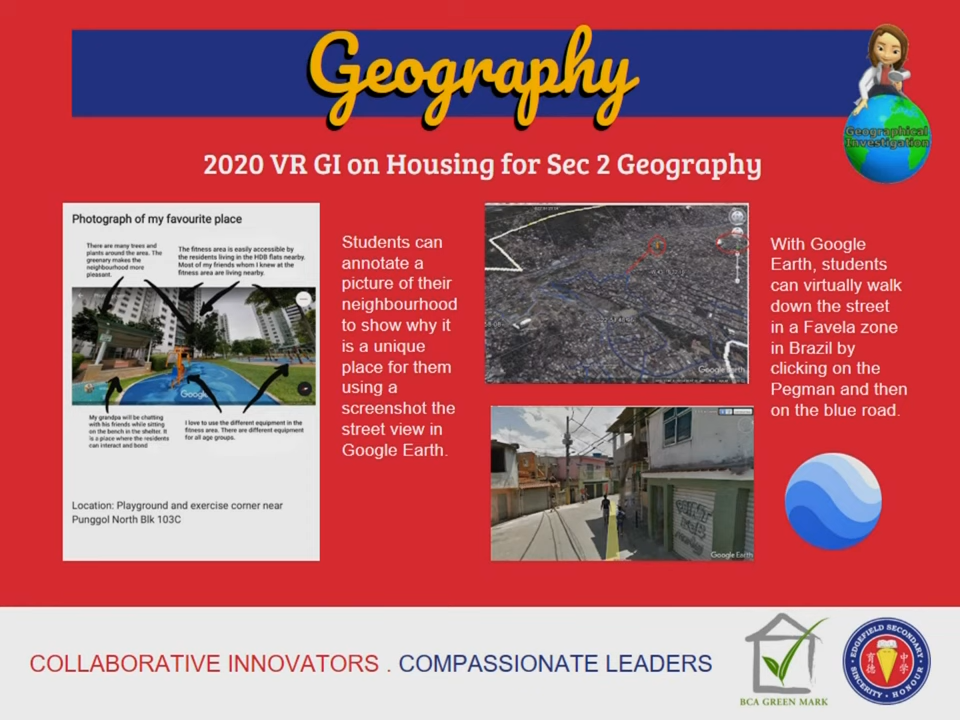 Geography
Geographical
Investigation
2020 VR GI on Housing for Sec 2 Geography
Photograph of my favourite place
There are many trees and
plants around the area. The
greenery makes the
neighbourhood more
pleasant.
The fitness area is easily accessible by
the residents living in the HDB flats nearby.
Most of my friends whom I knew at the
fitness area are living nearby.
Google
My grandpa will be chatting
with his friends while sitting
on the bench in the shelter. It
is a place where the residents
can interact and bond
I love to use the different equipment in the
fitness area. There are different equipment
for all age groups.
Location: Playground and exercise corner near
Punggol North Blk 103C
Students can
annotate a
picture of their
neighbourhood
to show why it
is a unique
place for them
using a
screenshot the
street view in
Google Earth.
Google Earth
Google Earth
With Google
Earth, students
can virtually walk
down the street
in a Favela zone
in Brazil by
clicking on the
Pegman and then
on the blue road.
COLLABORATIVE INNOVATORS . COMPASSIONATE LEADERS
BCA GREEN MARK
EDGEFIELD SECONDARY
育德 中学
SINCERITY • HONOUR